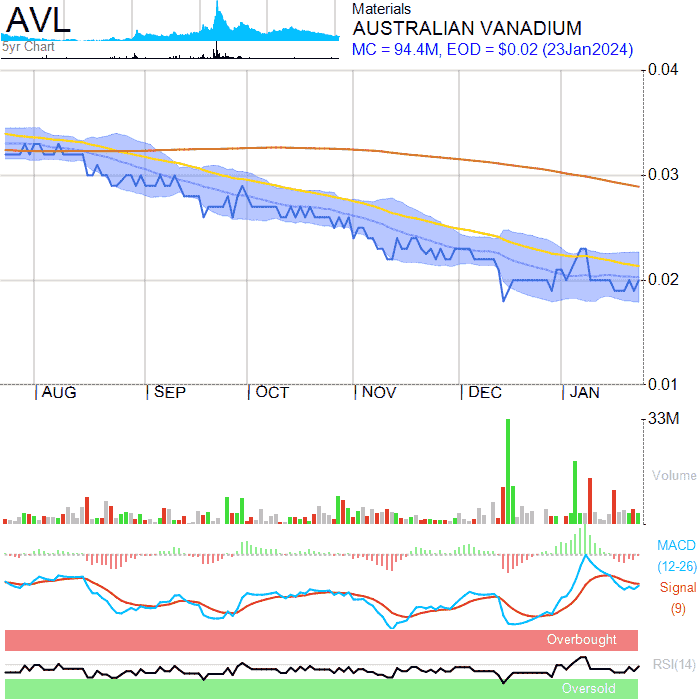 AVL
5yr Chart
Materials
AUSTRALIAN VANADIUM
MC = 94.4M, EOD = $0.02 (23Jan2024)
0.04
0.03
0.02
0.01
AUG SEP OCT NOV DEC JAN
33M
Volume
MACD
(12-26)
Signal
(9)
Overbought
RSI(14)
Oversold